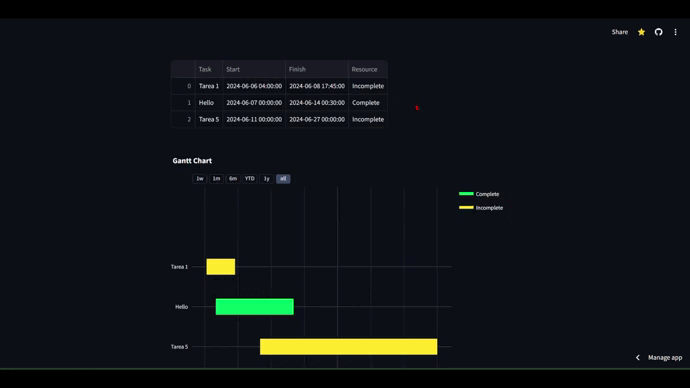 Share
Task Start Finish Resource
0 Tarea 1 2024-06-06 04:00:00 2024-06-08 17:45:00 Incomplete
1 Hello 2024-06-07 00:00:00 2024-06-14 00:30:00 Complete
2 Tarea 5 2024-06-11 00:00:00 2024-06-27 00:00:00 Incomplete
Gantt Chart
1w 1m 6m YTD 1y all
Complete
Incomplete
Tarea 1
Hello
Tarea 5
Manage app